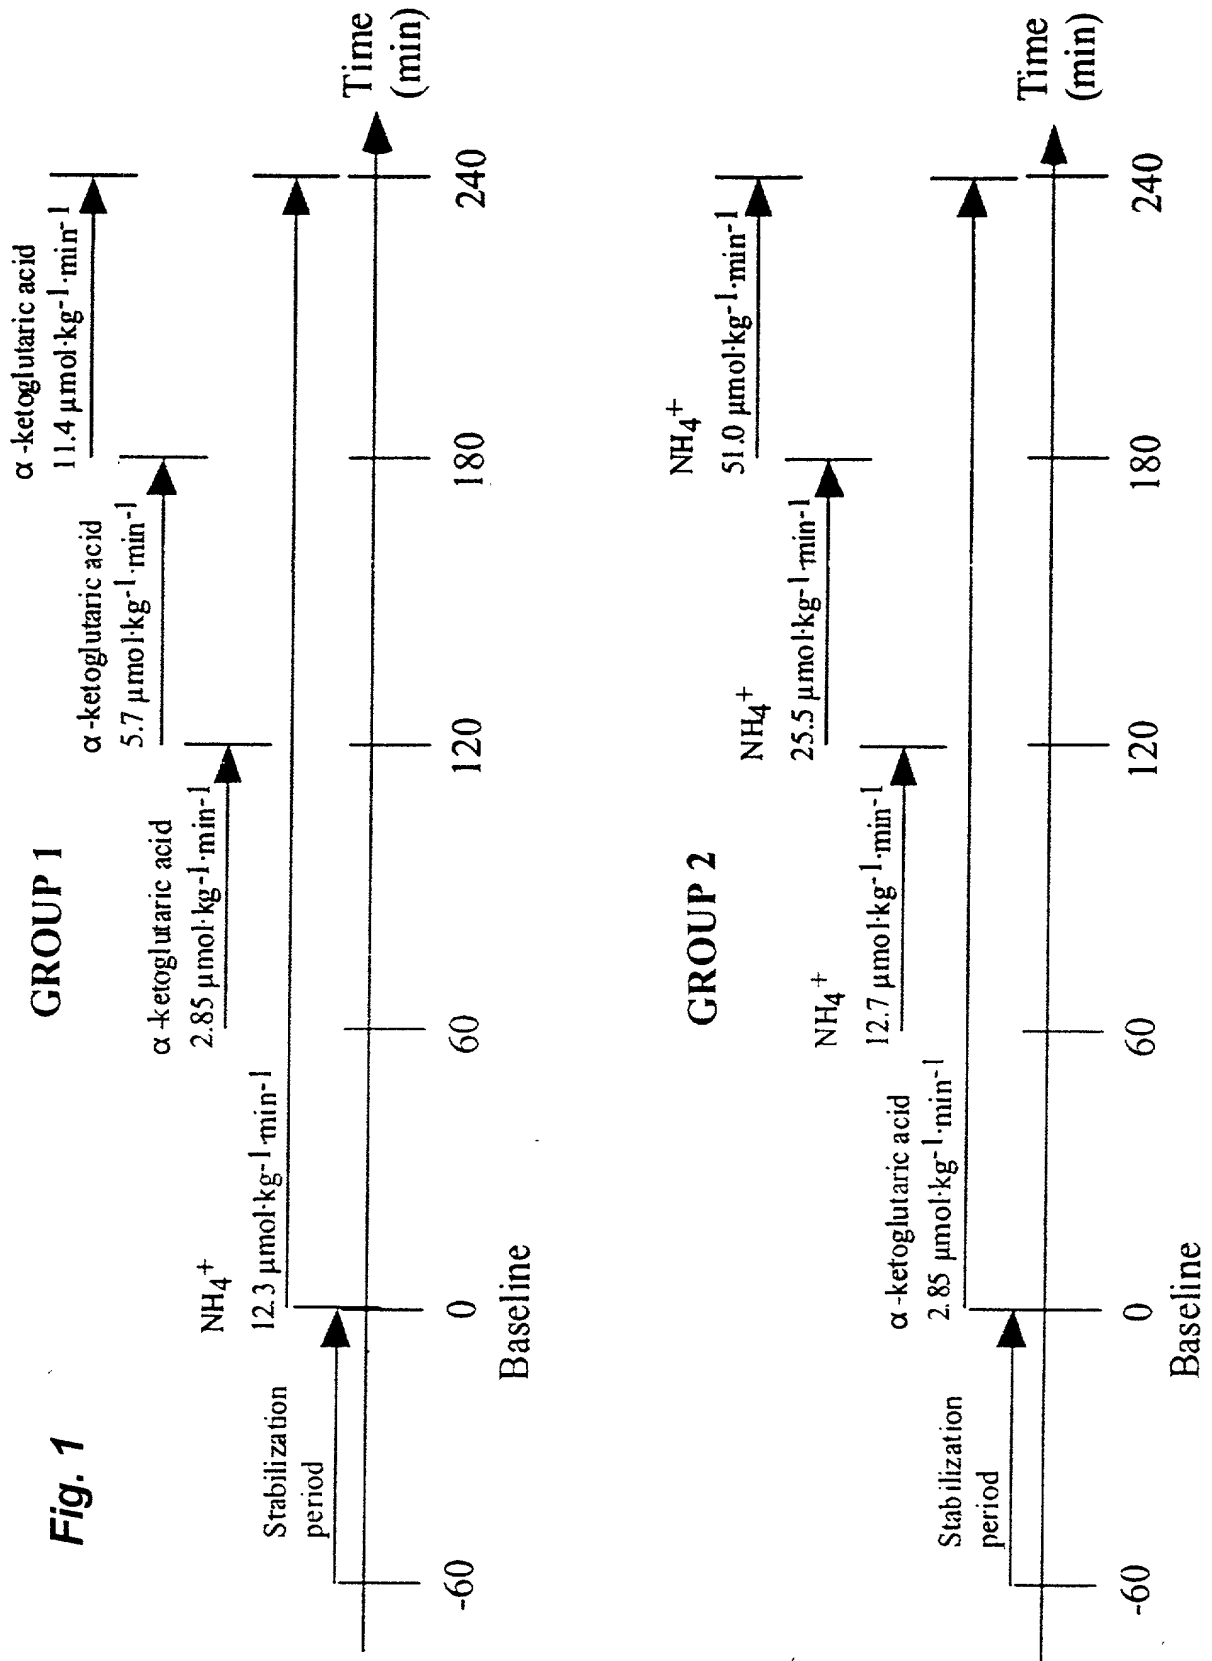 Fig. 1
GROUP 1
α-ketoglutaric acid
11.4 μmol·kg-1·min-1
α-ketoglutaric acid
5.7 μmol·kg-1·min-1
α-ketoglutaric acid
2.85 μmol·kg-1·min-1
NH4+
12.3 μmol·kg-1·min-1
Stabilization
period
Time
(min)
-60
0
60
120
180
240
Baseline
GROUP 2
NH4+
51.0 μmol·kg-1·min-1
NH4+
25.5 μmol·kg-1·min-1
NH4+
12.7 μmol·kg-1·min-1
α-ketoglutaric acid
2.85 μmol·kg-1·min-1
Stabilization
period
Time
(min)
-60
0
60
120
180
240
Baseline